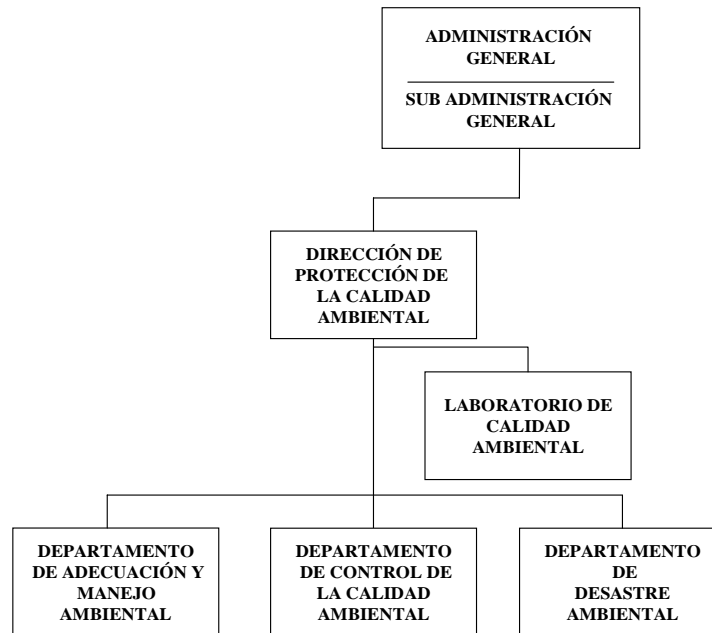 ADMINISTRACIÓN
GENERAL
SUB ADMINISTRACIÓN
GENERAL
DIRECCIÓN DE
PROTECCIÓN DE
LA CALIDAD
AMBIENTAL
LABORATORIO DE
CALIDAD
AMBIENTAL
DEPARTAMENTO
DE ADECUACIÓN Y
MANEJO
AMBIENTAL
DEPARTAMENTO
DE CONTROL DE
LA CALIDAD
AMBIENTAL
DEPARTAMENTO
DE
DESASTRE
AMBIENTAL